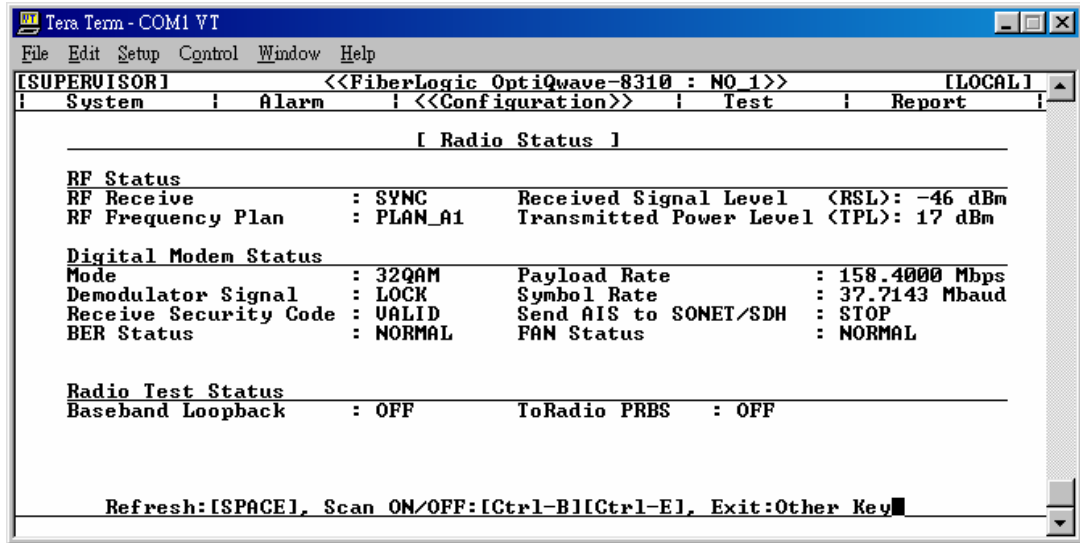 Tera Term - COM1 VT
File Edit Setup Control Window Help
[SUPERVISOR] <<FiberLogic OptiQwave-8310 : NO_1>> [LOCAL]
| System | Alarm | <<Configuration>> | Test | Report |
[ Radio Status ]
RF Status
RF Receive : SYNC Received Signal Level (RSL): -46 dBm
RF Frequency Plan : PLAN_A1 Transmitted Power Level (TPL): 17 dBm
Digital Modem Status
Mode : 32QAM Payload Rate : 158.4000 Mbps
Demodulator Signal : LOCK Symbol Rate : 37.7143 Mbaud
Receive Security Code : VALID Send AIS to SONET/SDH : STOP
BER Status : NORMAL FAN Status : NORMAL
Radio Test Status
Baseband Loopback : OFF ToRadio PRBS : OFF
Refresh:[SPACE], Scan ON/OFF:[Ctrl-B][Ctrl-E], Exit:Other Key